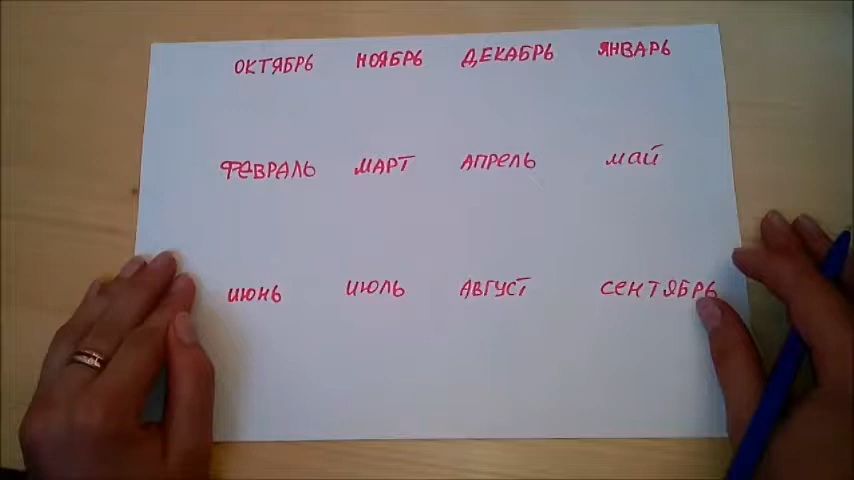 ОКТЯБРЬ НОЯБРЬ ДЕКАБРЬ ЯНВАРЬ
ФЕВРАЛЬ МАРТ АПРЕЛЬ МАЙ
ИЮНЬ ИЮЛЬ АВГУСТ СЕНТЯБРЬ